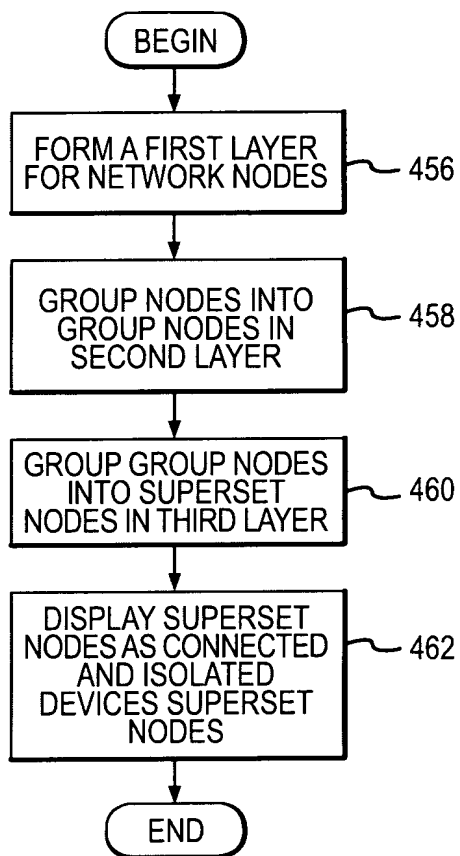 BEGIN
FORM A FIRST LAYER
FOR NETWORK NODES
456
GROUP NODES INTO
GROUP NODES IN
SECOND LAYER
458
GROUP GROUP NODES
INTO SUPERSET
NODES IN THIRD LAYER
460
DISPLAY SUPERSET
NODES AS CONNECTED
AND ISOLATED
DEVICES SUPERSET
NODES
462
END